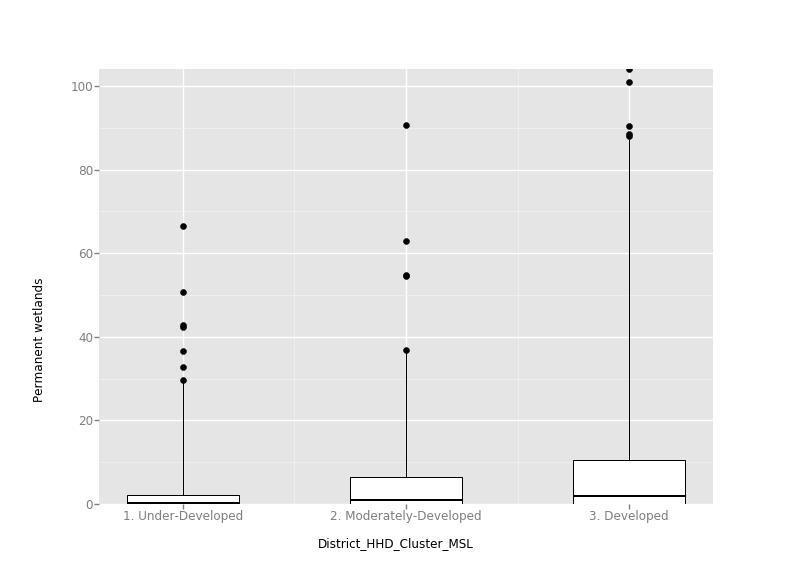 100
80
60
40
20
0
Permanent wetlands
1. Under-Developed
2. Moderately-Developed
3. Developed
District_HHD_Cluster_MSL